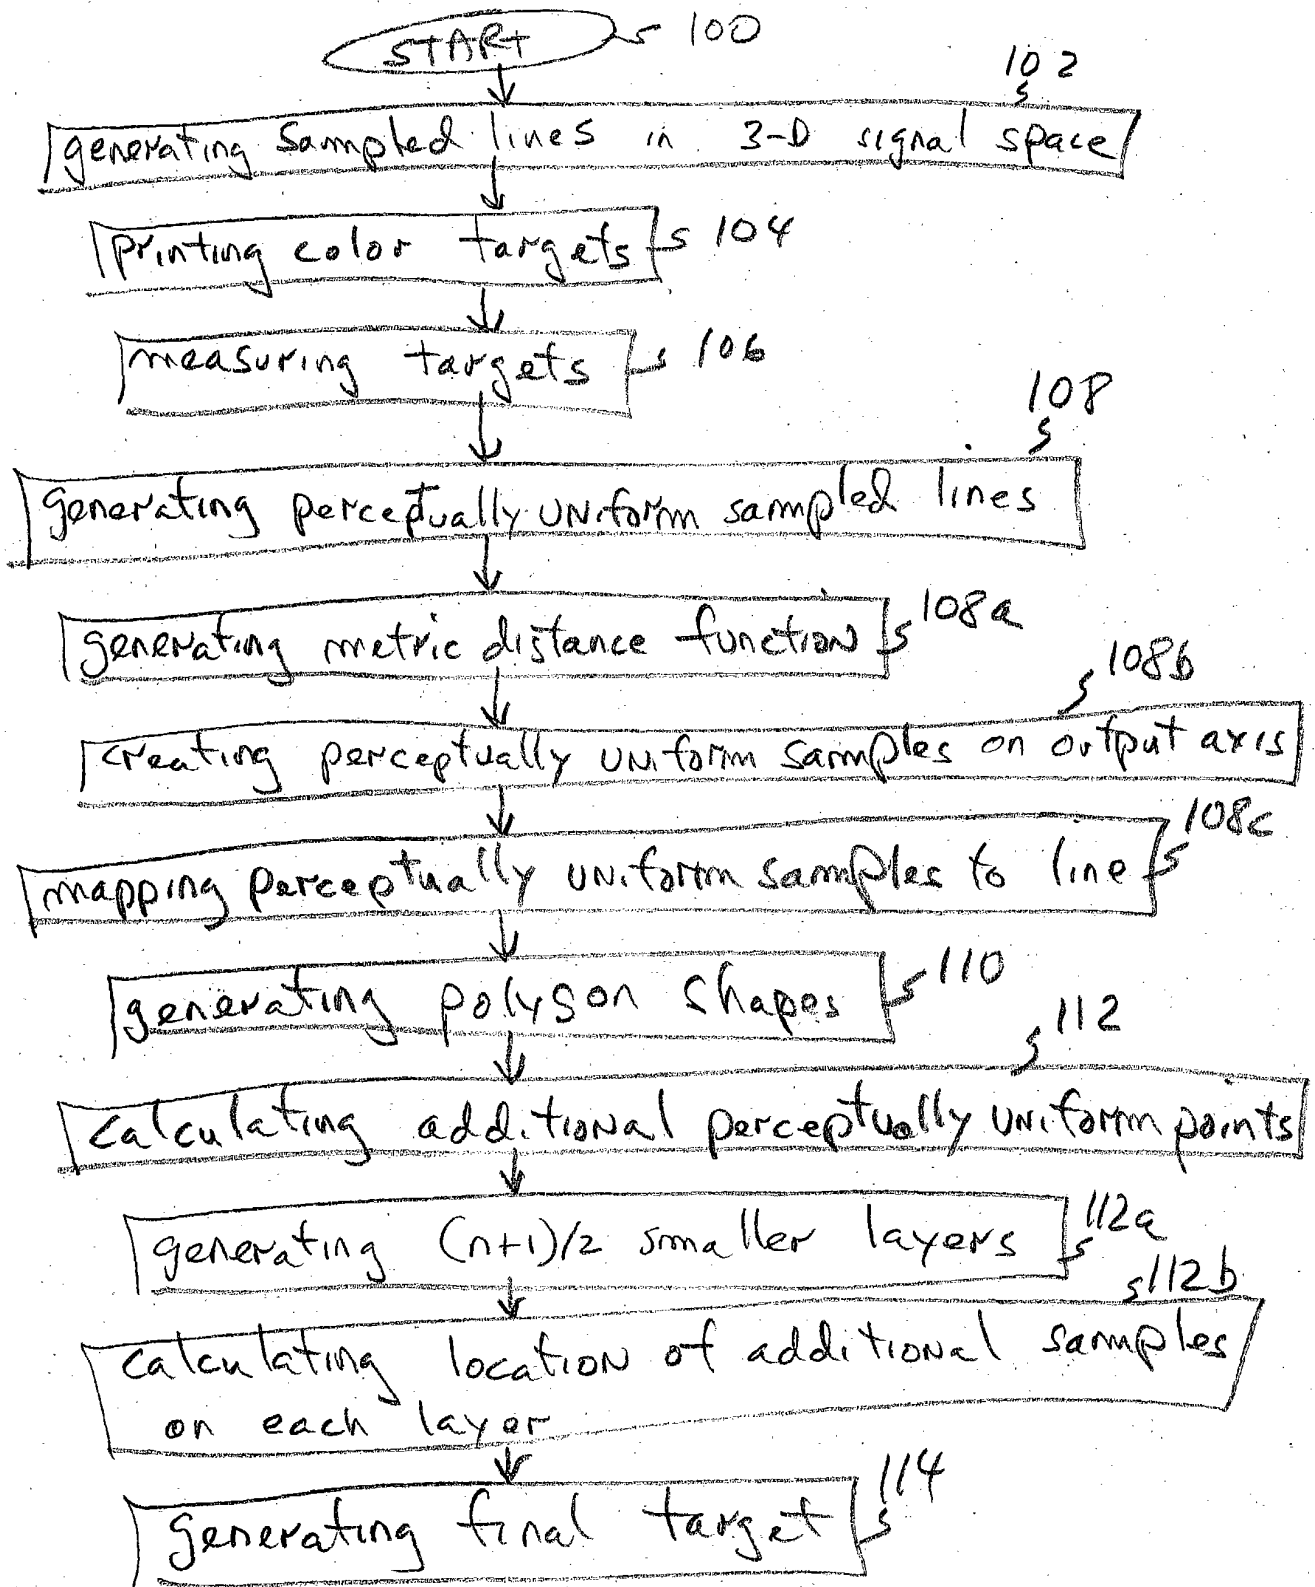 START 100
102
generating sampled lines in 3-D signal space
printing color targets 104
measuring targets 106
108
generating perceptually uniform sampled lines
generating metric distance function 108a
108b
creating perceptually uniform samples on output axis
108c
mapping perceptually uniform samples to line
generating polygon shapes 110
112
calculating additional perceptually uniform points
generating (n+1)/2 smaller layers 112a
112b
calculating location of additional samples
on each layer
114
generating final target